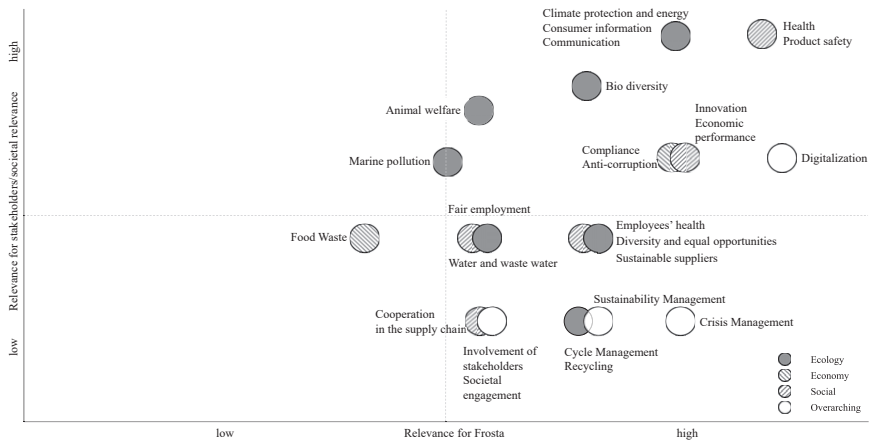 Climate protection and energy
Consumer information
Communication
Health
Product safety
high
Bio diversity
Animal welfare
Innovation
Economic
performance
Compliance
Anti-corruption
Digitalization
Marine pollution
Relevance for stakeholders/societal relevance
Fair employment
Food Waste
Employees’ health
Diversity and equal opportunities
Sustainable suppliers
Water and waste water
Sustainability Management
Cooperation
in the supply chain
Crisis Management
low
Involvement of
stakeholders
Societal
engagement
Cycle Management
Recycling
Ecology
Economy
Social
Overarching
low
Relevance for Frosta
high